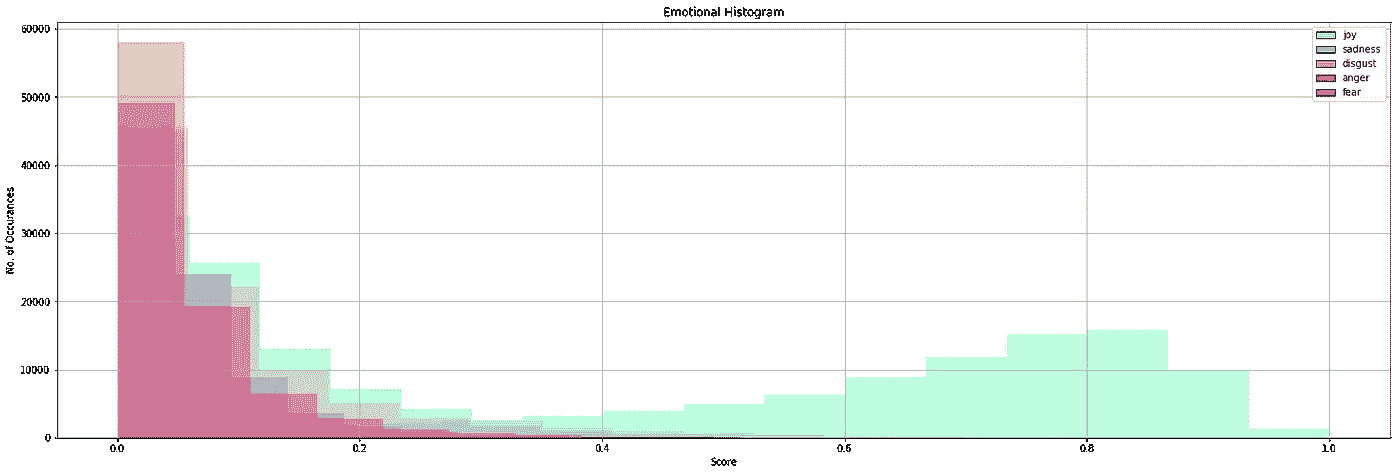 Emotional Histogram
60000
50000
40000
30000
20000
10000
0
No. of Occurances
0.0
0.2
0.4
0.6
0.8
1.0
Score
joy
sadness
disgust
anger
fear